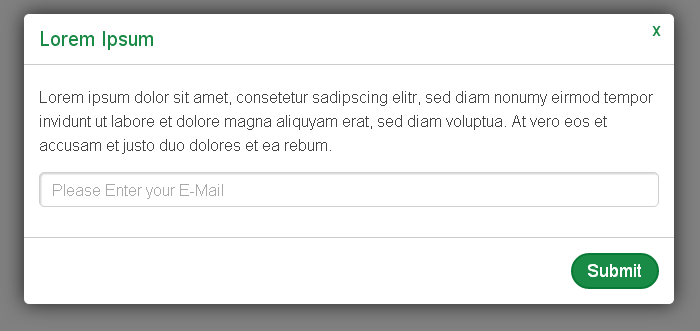 Lorem Ipsum
x
Lorem ipsum dolor sit amet, consetetur sadipscing elitr, sed diam nonumy eirmod tempor
invidunt ut labore et dolore magna aliquyam erat, sed diam voluptua. At vero eos et
accusam et justo duo dolores et ea rebum.
Please Enter your E-Mail
Submit